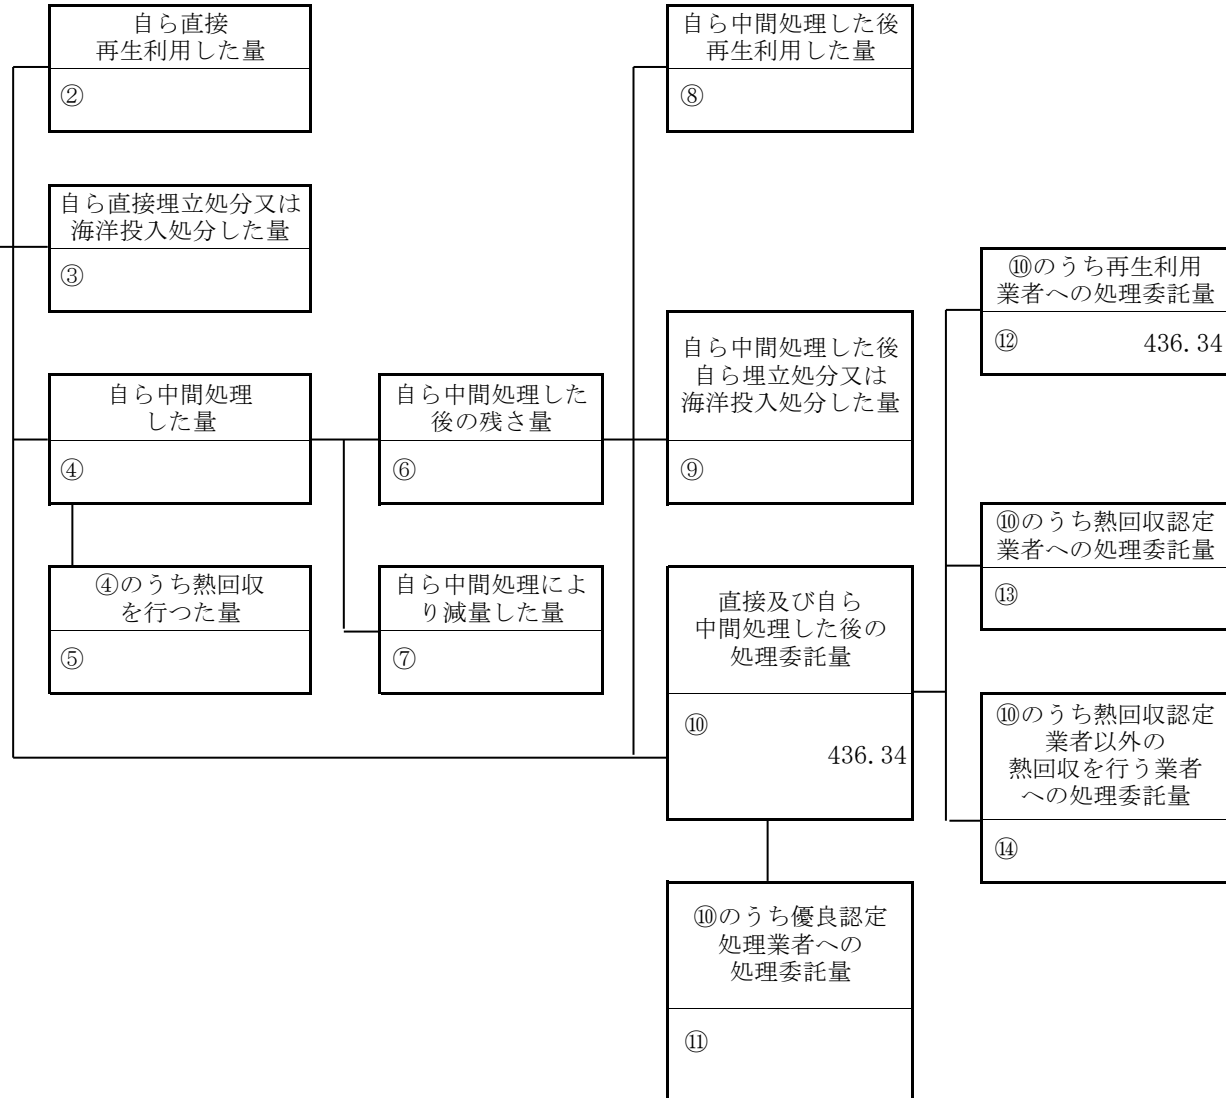 自ら直接
再生利用した量
②
自ら中間処理した後
再生利用した量
⑧
自ら直接埋立処分又は
海洋投入処分した量
③
⑩のうち再生利用
業者への処理委託量
⑫ 436.34
自ら中間処理した後
自ら埋立処分又は
海洋投入処分した量
⑨
自ら中間処理
した量
④
自ら中間処理した
後の残さ量
⑥
⑩のうち熱回収認定
業者への処理委託量
⑬
④のうち熱回収
を行つた量
⑤
自ら中間処理によ
り減量した量
⑦
直接及び自ら
中間処理した後の
処理委託量
⑩
436.34
⑩のうち熱回収認定
業者以外の
熱回収を行う業者
への処理委託量
⑭
⑩のうち優良認定
処理業者への
処理委託量
⑪